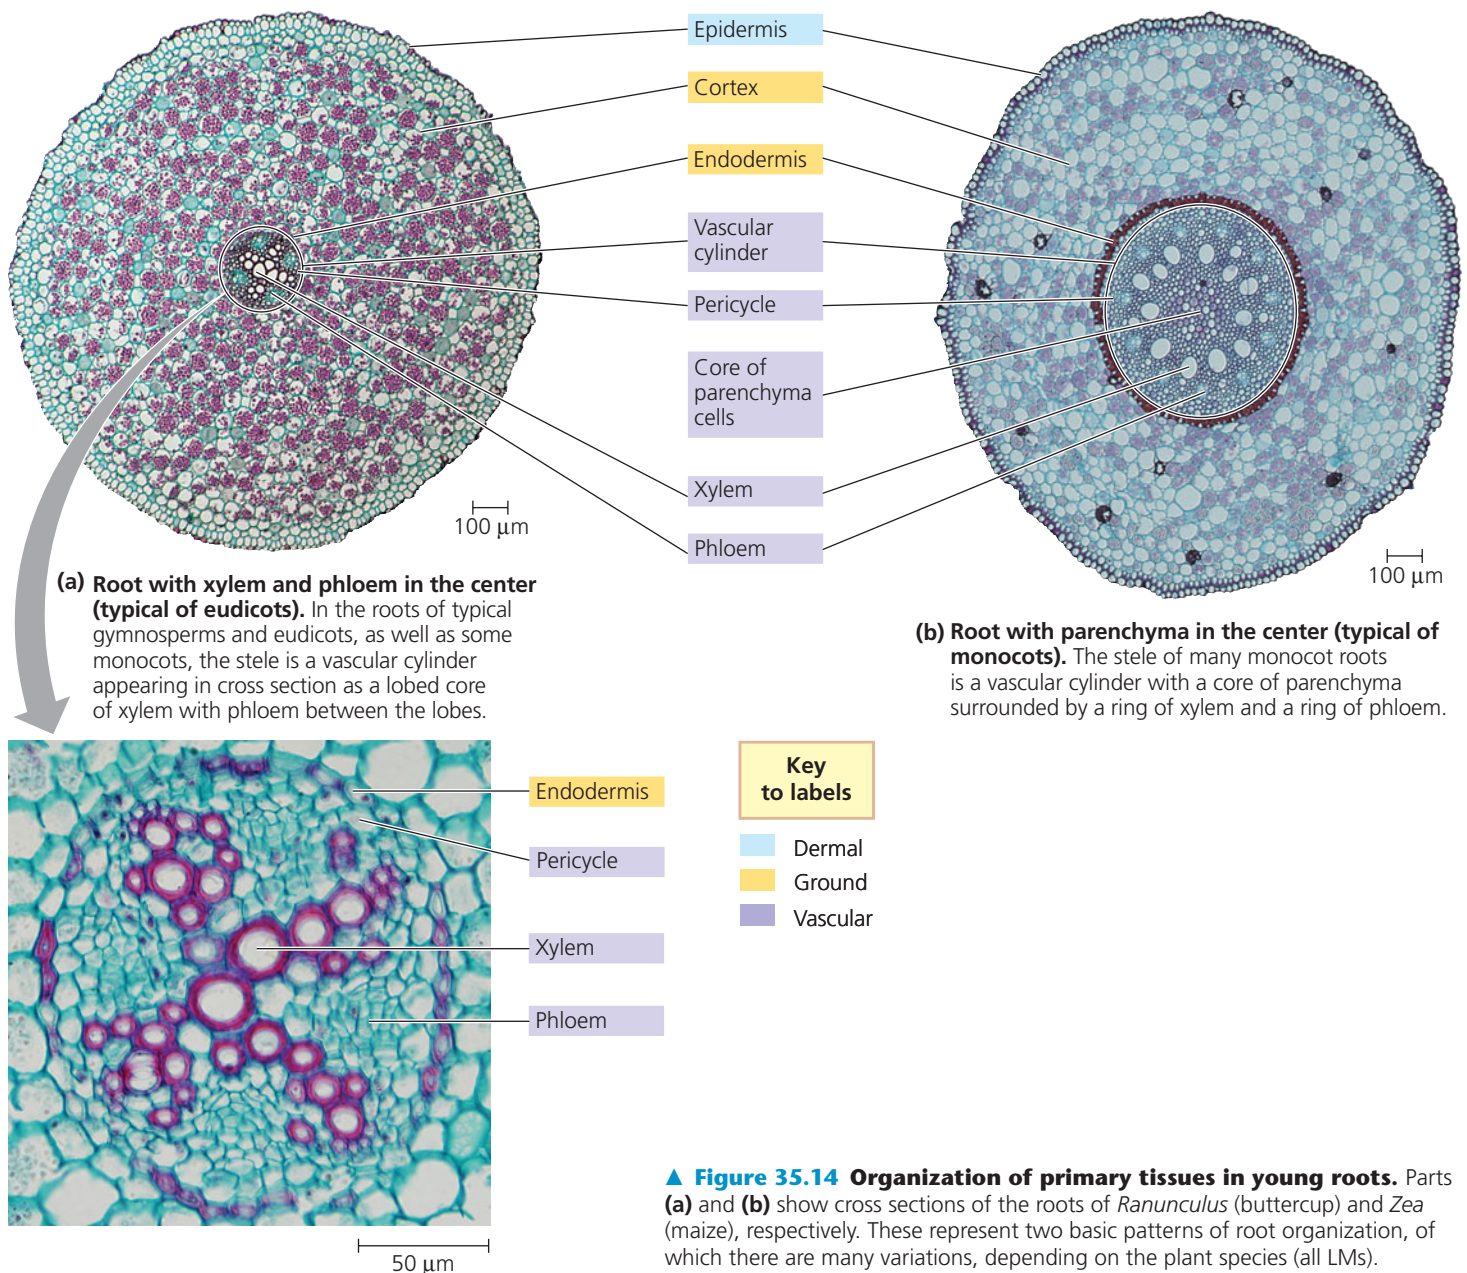 Epidermis
Cortex
Endodermis
Vascular
cylinder
Pericycle
Core of
parenchyma
cells
Xylem
Phloem
100 μm
100 μm
(a) Root with xylem and phloem in the center
(typical of eudicots). In the roots of typical
gymnosperms and eudicots, as well as some
monocots, the stele is a vascular cylinder
appearing in cross section as a lobed core
of xylem with phloem between the lobes.
(b) Root with parenchyma in the center (typical of
monocots). The stele of many monocot roots
is a vascular cylinder with a core of parenchyma
surrounded by a ring of xylem and a ring of phloem.
Endodermis
Pericycle
Xylem
Phloem
50 μm
Key
to labels
Dermal
Ground
Vascular
▲ Figure 35.14 Organization of primary tissues in young roots. Parts
(a) and (b) show cross sections of the roots of Ranunculus (buttercup) and Zea
(maize), respectively. These represent two basic patterns of root organization, of
which there are many variations, depending on the plant species (all LMs).